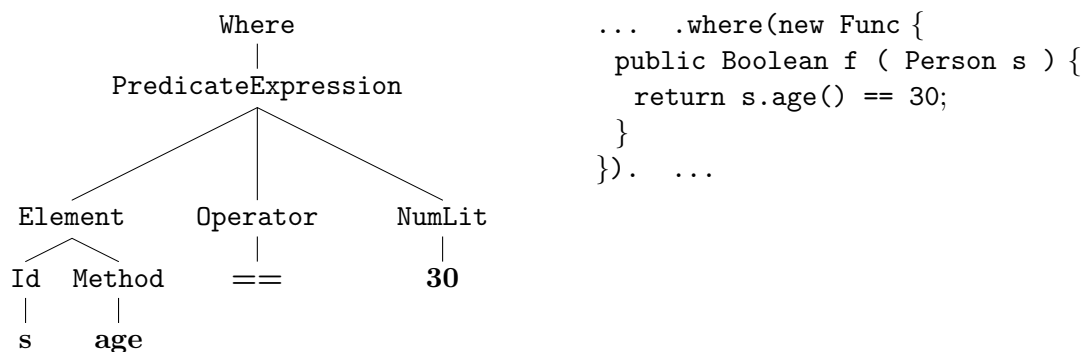 Where
PredicateExpression
Element Operator NumLit
Id Method == 30
s age
... .where(new Func {
public Boolean f ( Person s ) {
return s.age() == 30;
}
}). ...